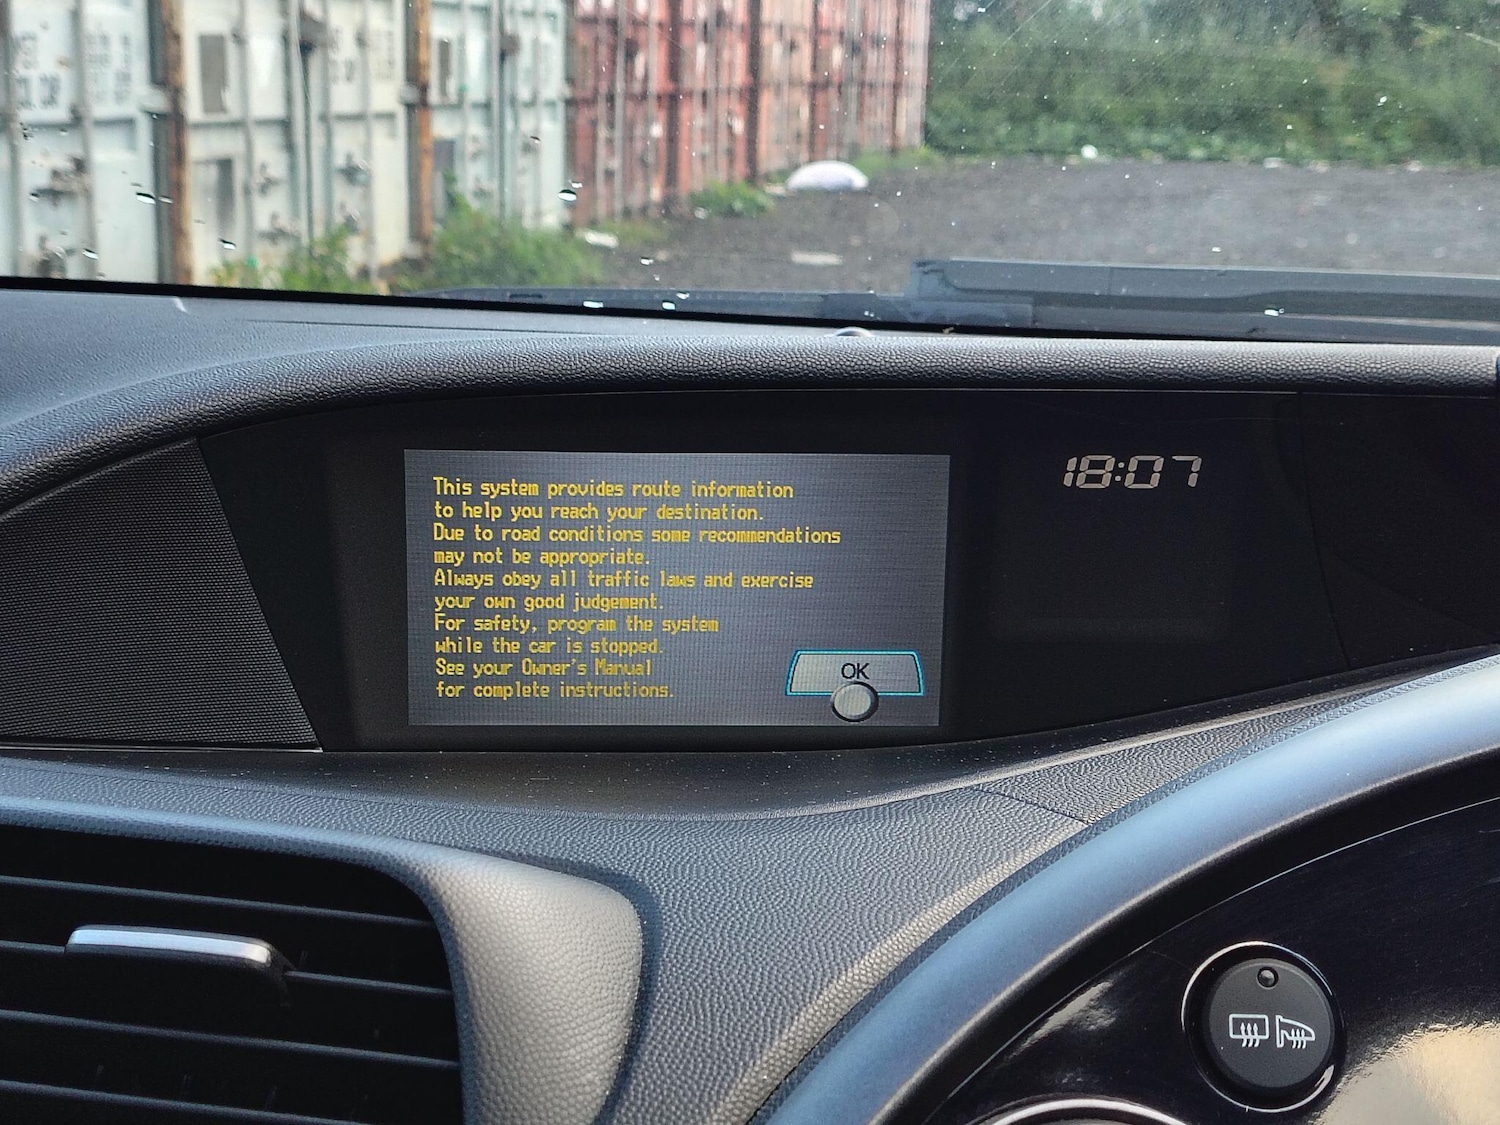 This system provides route information
to help you reach your destination.
Due to road conditions some recommendations
may not be appropriate.
Always obey all traffic laws and exercise
your own good judgement.
For safety, program the system
while the car is stopped.
See your Owner's Manual
for complete instructions.
OK
18:07